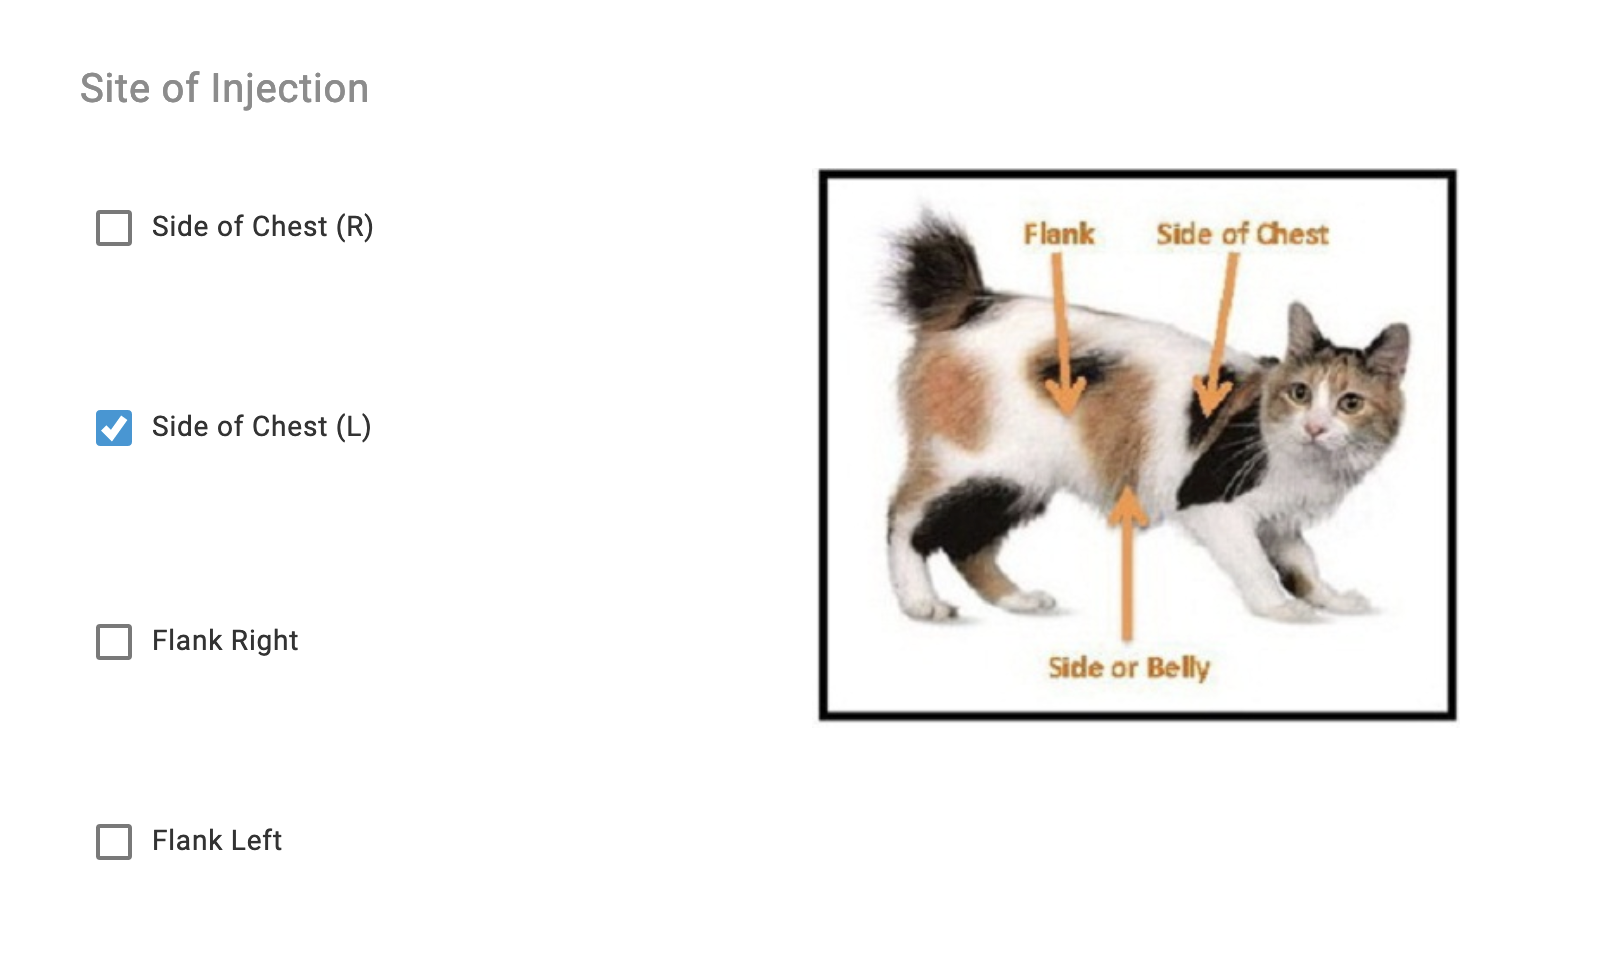 Site of Injection
Side of Chest (R)
Side of Chest (L)
Flank Right
Flank Left
Flank
Side of Chest
Side or Belly